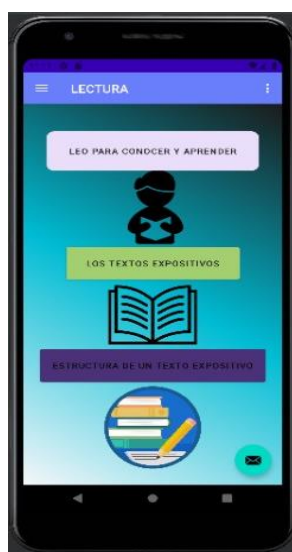 LECTURA
LEO PARA CONOCER Y APRENDER
LOS TEXTOS EXPOSITIVOS
ESTRUCTURA DE UN TEXTO EXPOSITIVO